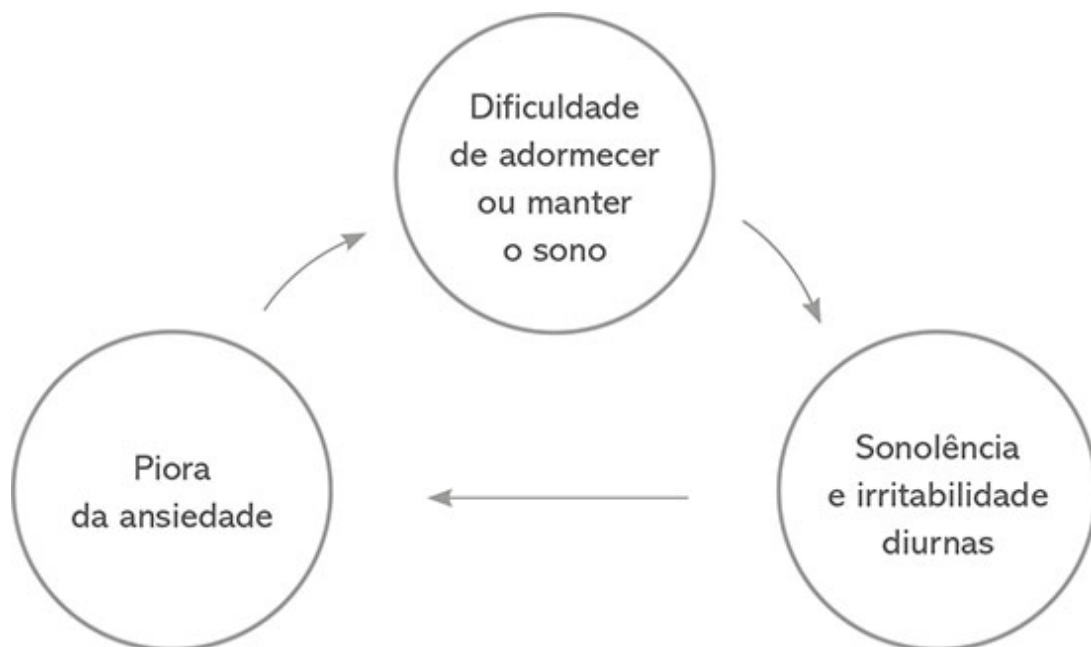 Dificuldade
de adormecer
ou manter
o sono
Sonolência
e irritabilidade
diurnas
Piora
da ansiedade